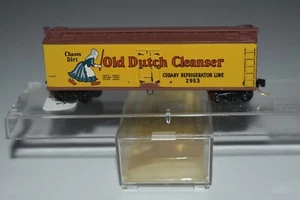 Chases
Dirt
Old Dutch Cleanser
CUDAHY REFRIGERATOR LINE
2953